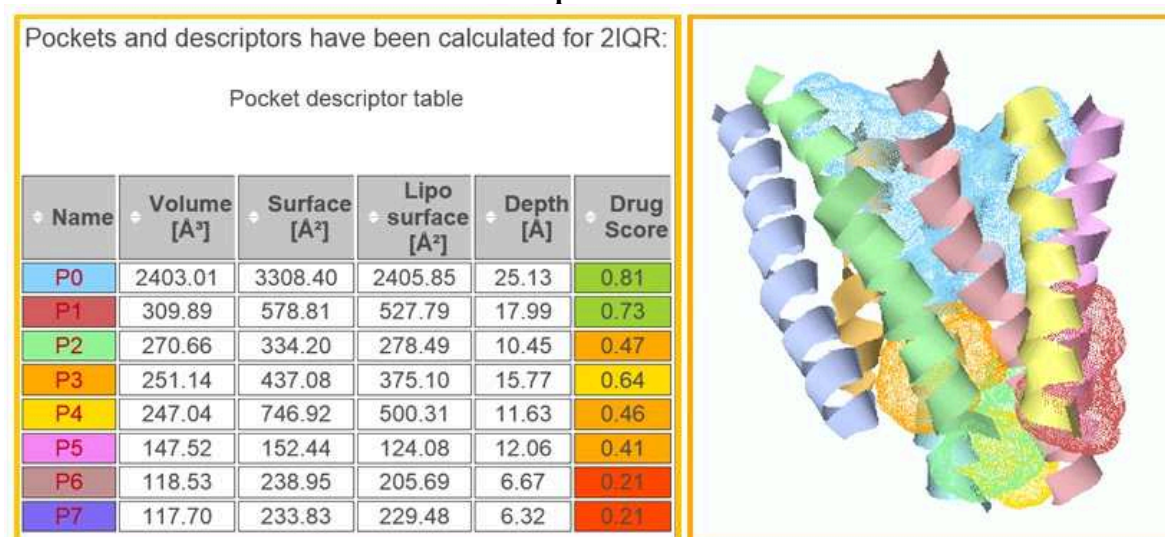 Pockets and descriptors have been calculated for 2IQR:
Pocket descriptor table
Name Volume [Å³] Surface [Å²] Lipo surface [Å²] Depth [Å] Drug Score
P0 2403.01 3308.40 2405.85 25.13 0.81
P1 309.89 578.81 527.79 17.99 0.73
P2 270.66 334.20 278.49 10.45 0.47
P3 251.14 437.08 375.10 15.77 0.64
P4 247.04 746.92 500.31 11.63 0.46
P5 147.52 152.44 124.08 12.06 0.41
P6 118.53 238.95 205.69 6.67 0.21
P7 117.70 233.83 229.48 6.32 0.21